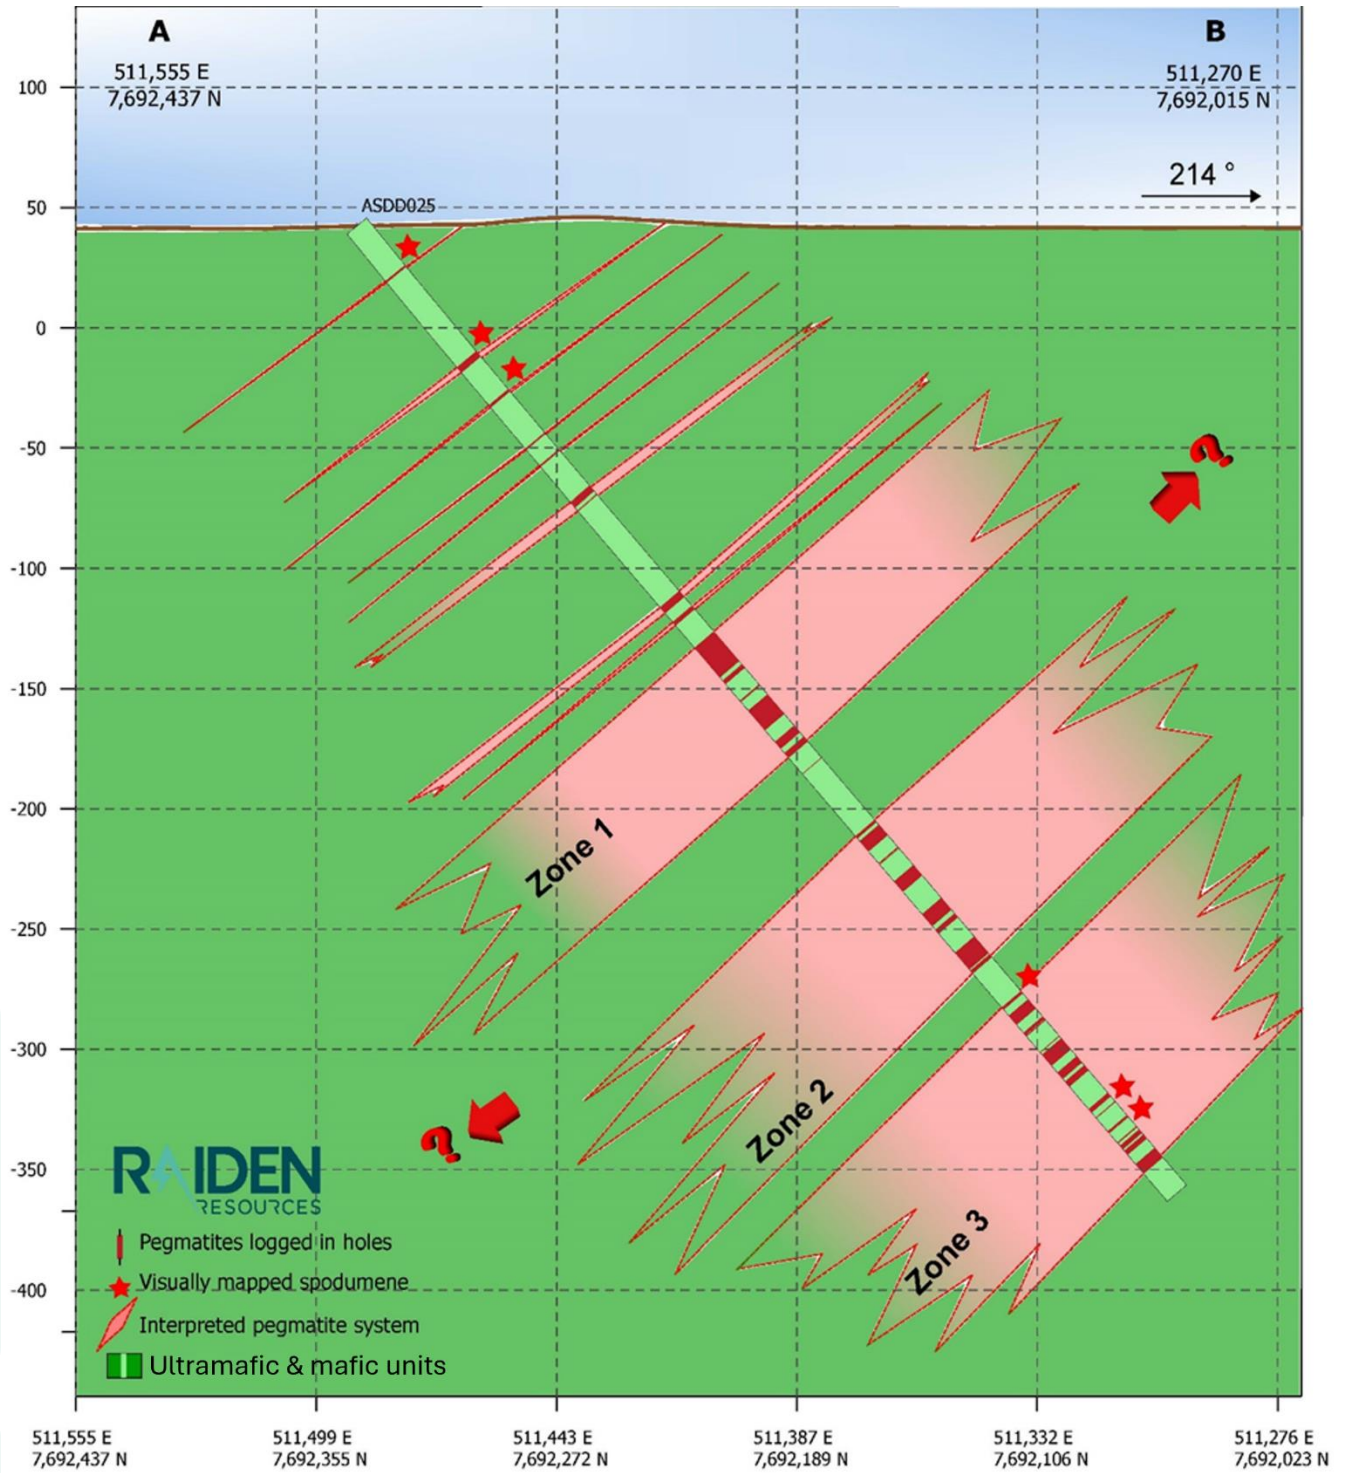 A
511,555 E
7,692,437 N
B
511,270 E
7,692,015 N
214 °
ASDD025
100
50
0
-50
-100
-150
-200
-250
-300
-350
-400
?
?
Zone 1
Zone 2
Zone 3
RAIDEN
RESOURCES
Pegmatites logged in holes
Visually mapped spodumene
Interpreted pegmatite system
Ultramafic & mafic units
511,555 E
7,692,437 N
511,499 E
7,692,355 N
511,443 E
7,692,272 N
511,387 E
7,692,189 N
511,332 E
7,692,106 N
511,276 E
7,692,023 N